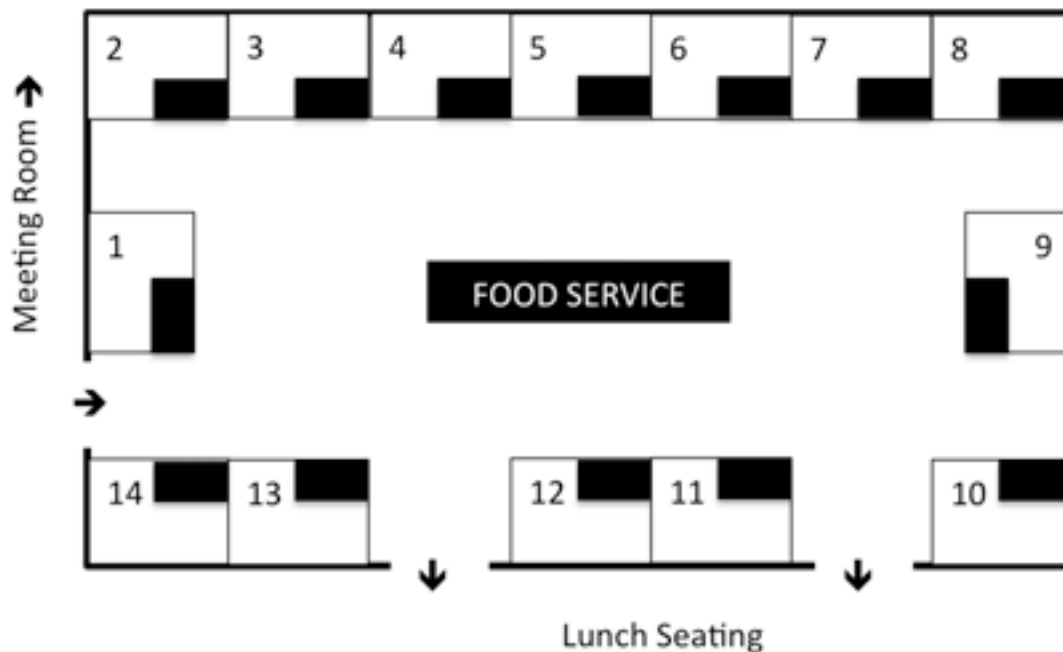 2 3 4 5 6 7 8
Meeting Room →
1
FOOD SERVICE
9
→
14 13 12 11 10
↓ ↓
Lunch Seating